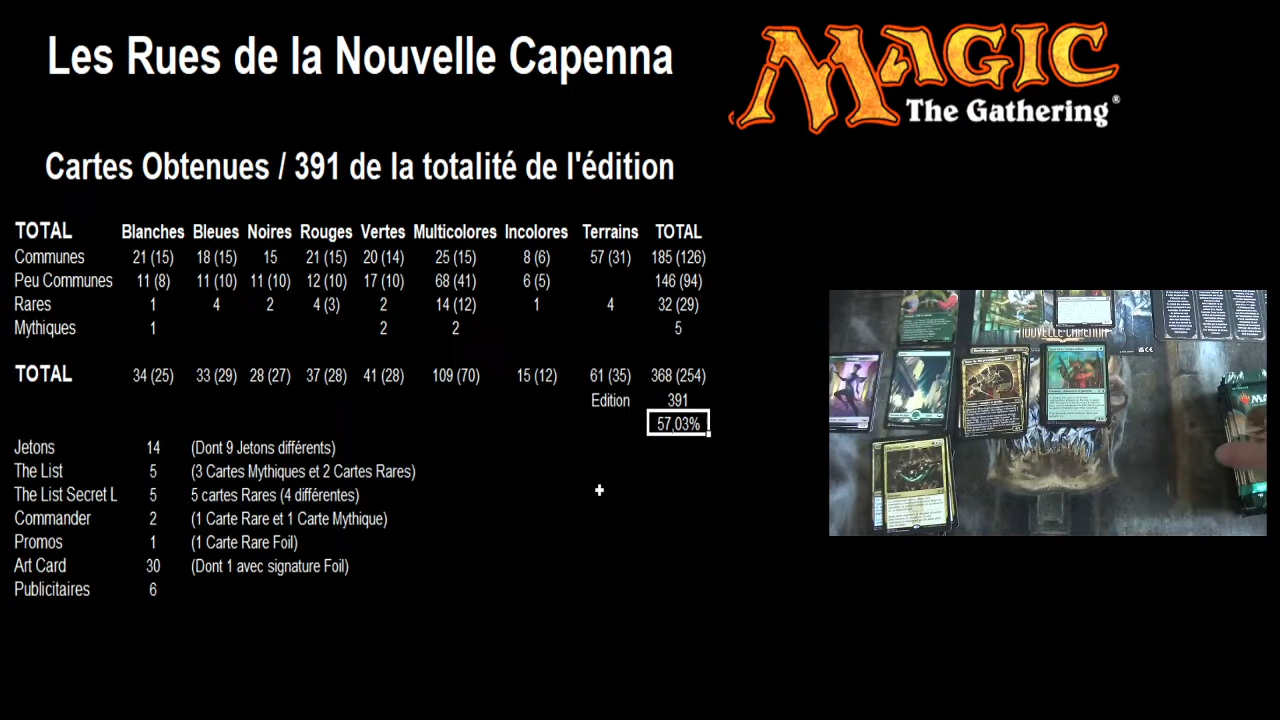 Les Rues de la Nouvelle Capenna
MAGIC
The Gathering®
Cartes Obtenues / 391 de la totalité de l'édition
TOTAL Blanches Bleues Noires Rouges Vertes Multicolores Incolores Terrains TOTAL
Communes 21 (15) 18 (15) 15 21 (15) 20 (14) 25 (15) 8 (6) 57 (31) 185 (126)
Peu Communes 11 (8) 11 (10) 11 (10) 12 (10) 17 (10) 68 (41) 6 (5) 146 (94)
Rares 1 4 2 4 (3) 2 14 (12) 1 4 32 (29)
Mythiques 1 2 2 5
TOTAL 34 (25) 33 (29) 28 (27) 37 (28) 41 (28) 109 (70) 15 (12) 61 (35) 368 (254)
Edition 391
57,03%
Jetons 14 (Dont 9 Jetons différents)
The List 5 (3 Cartes Mythiques et 2 Cartes Rares)
The List Secret L 5 5 cartes Rares (4 différentes)
Commander 2 (1 Carte Rare et 1 Carte Mythique)
Promos 1 (1 Carte Rare Foil)
Art Card 30 (Dont 1 avec signature Foil)
Publicitaires 6
NOUVELLE CAPENNA